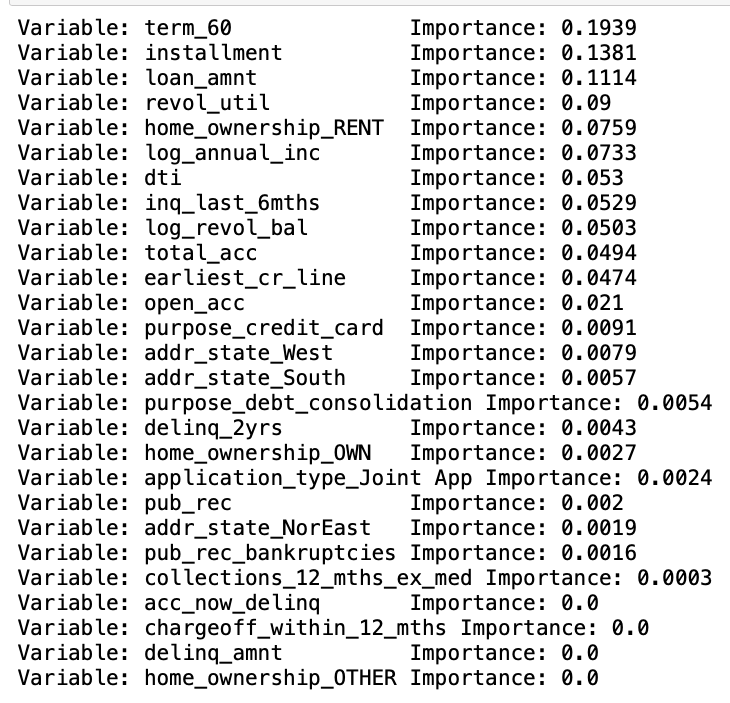 Variable: term_60 Importance: 0.1939
Variable: installment Importance: 0.1381
Variable: loan_amnt Importance: 0.1114
Variable: revol_util Importance: 0.09
Variable: home_ownership_RENT Importance: 0.0759
Variable: log_annual_inc Importance: 0.0733
Variable: dti Importance: 0.053
Variable: inq_last_6mths Importance: 0.0529
Variable: log_revol_bal Importance: 0.0503
Variable: total_acc Importance: 0.0494
Variable: earliest_cr_line Importance: 0.0474
Variable: open_acc Importance: 0.021
Variable: purpose_credit_card Importance: 0.0091
Variable: addr_state_West Importance: 0.0079
Variable: addr_state_South Importance: 0.0057
Variable: purpose_debt_consolidation Importance: 0.0054
Variable: delinq_2yrs Importance: 0.0043
Variable: home_ownership_OWN Importance: 0.0027
Variable: application_type_Joint App Importance: 0.0024
Variable: pub_rec Importance: 0.002
Variable: addr_state_NorEast Importance: 0.0019
Variable: pub_rec_bankruptcies Importance: 0.0016
Variable: collections_12_mths_ex_med Importance: 0.0003
Variable: acc_now_delinq Importance: 0.0
Variable: chargeoff_within_12_mths Importance: 0.0
Variable: delinq_amnt Importance: 0.0
Variable: home_ownership_OTHER Importance: 0.0